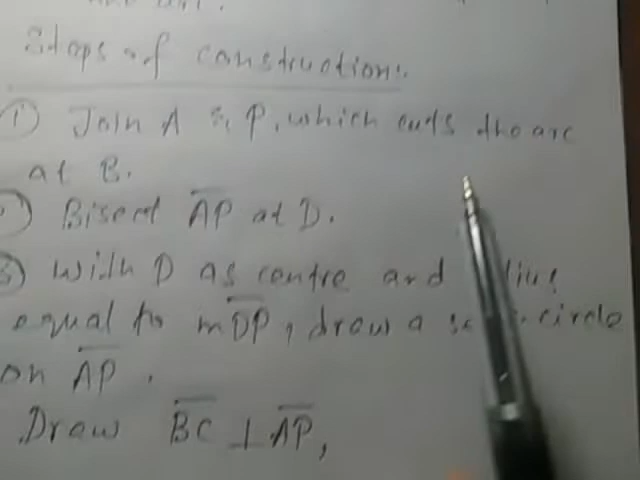 Steps of construction:
① Join A & P, which cuts the arc
at B.
Bisect AP at D.
③ With D as centre and
equal to mDP, draw a circle
on AP.
Draw BC ⊥ AP,